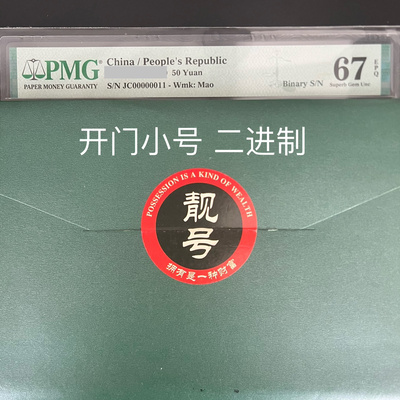 PMG
PAPER MONEY GUARANTY
China / People's Republic
50 Yuan
S/N JC00000011 - Wmk: Mao
Binary S/N
67 EPQ
Superb Gem Unc
开门小号 二进制
POSSESSION IS A KIND OF WEALTH
靓号
拥有是一种财富